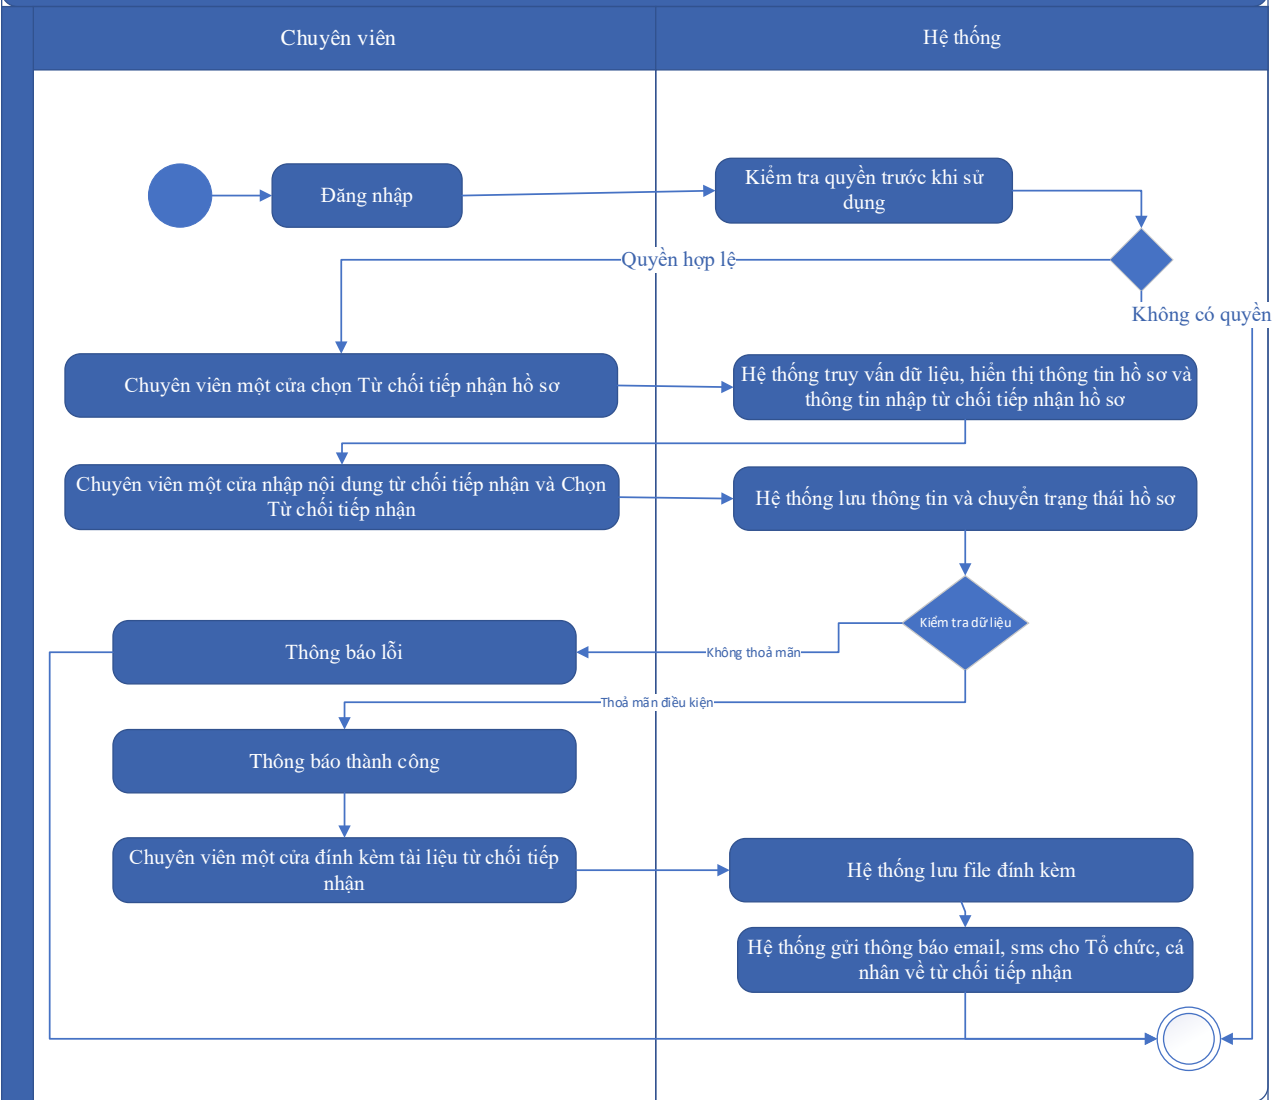 Chuyên viên
Hệ thống
Đăng nhập
Kiểm tra quyền trước khi sử
dụng
Quyền hợp lệ
Không có quyền
Chuyên viên một cửa chọn Từ chối tiếp nhận hồ sơ
Hệ thống truy vấn dữ liệu, hiển thị thông tin hồ sơ và
thông tin nhập từ chối tiếp nhận hồ sơ
Chuyên viên một cửa nhập nội dung từ chối tiếp nhận và Chọn
Từ chối tiếp nhận
Hệ thống lưu thông tin và chuyển trạng thái hồ sơ
Kiểm tra dữ liệu
Thông báo lỗi
Không thoả mãn
Thoả mãn điều kiện
Thông báo thành công
Chuyên viên một cửa đính kèm tài liệu từ chối tiếp
nhận
Hệ thống lưu file đính kèm
Hệ thống gửi thông báo email, sms cho Tổ chức, cá
nhân về từ chối tiếp nhận